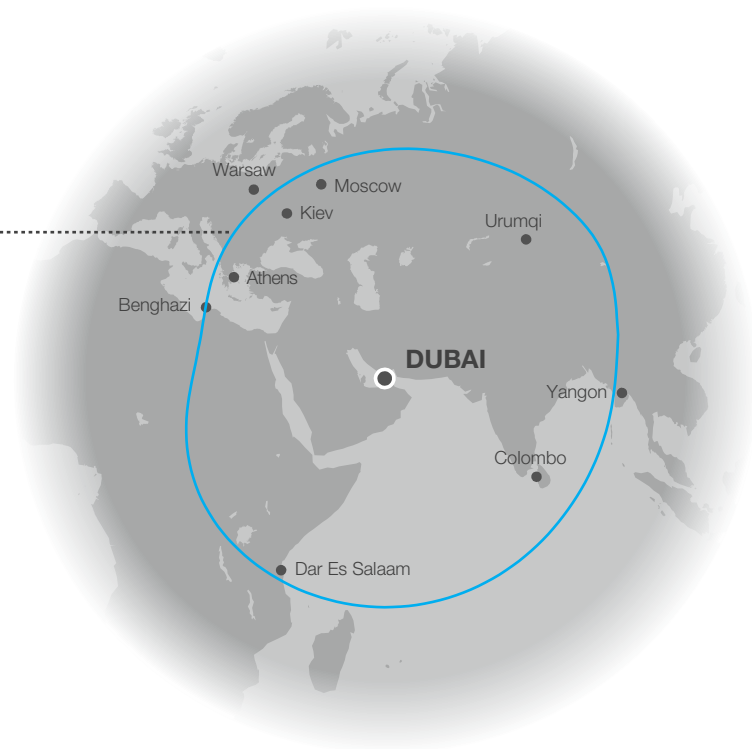 Warsaw
Moscow
Kiev
Urumqi
Athens
Benghazi
DUBAI
Yangon
Colombo
Dar Es Salaam